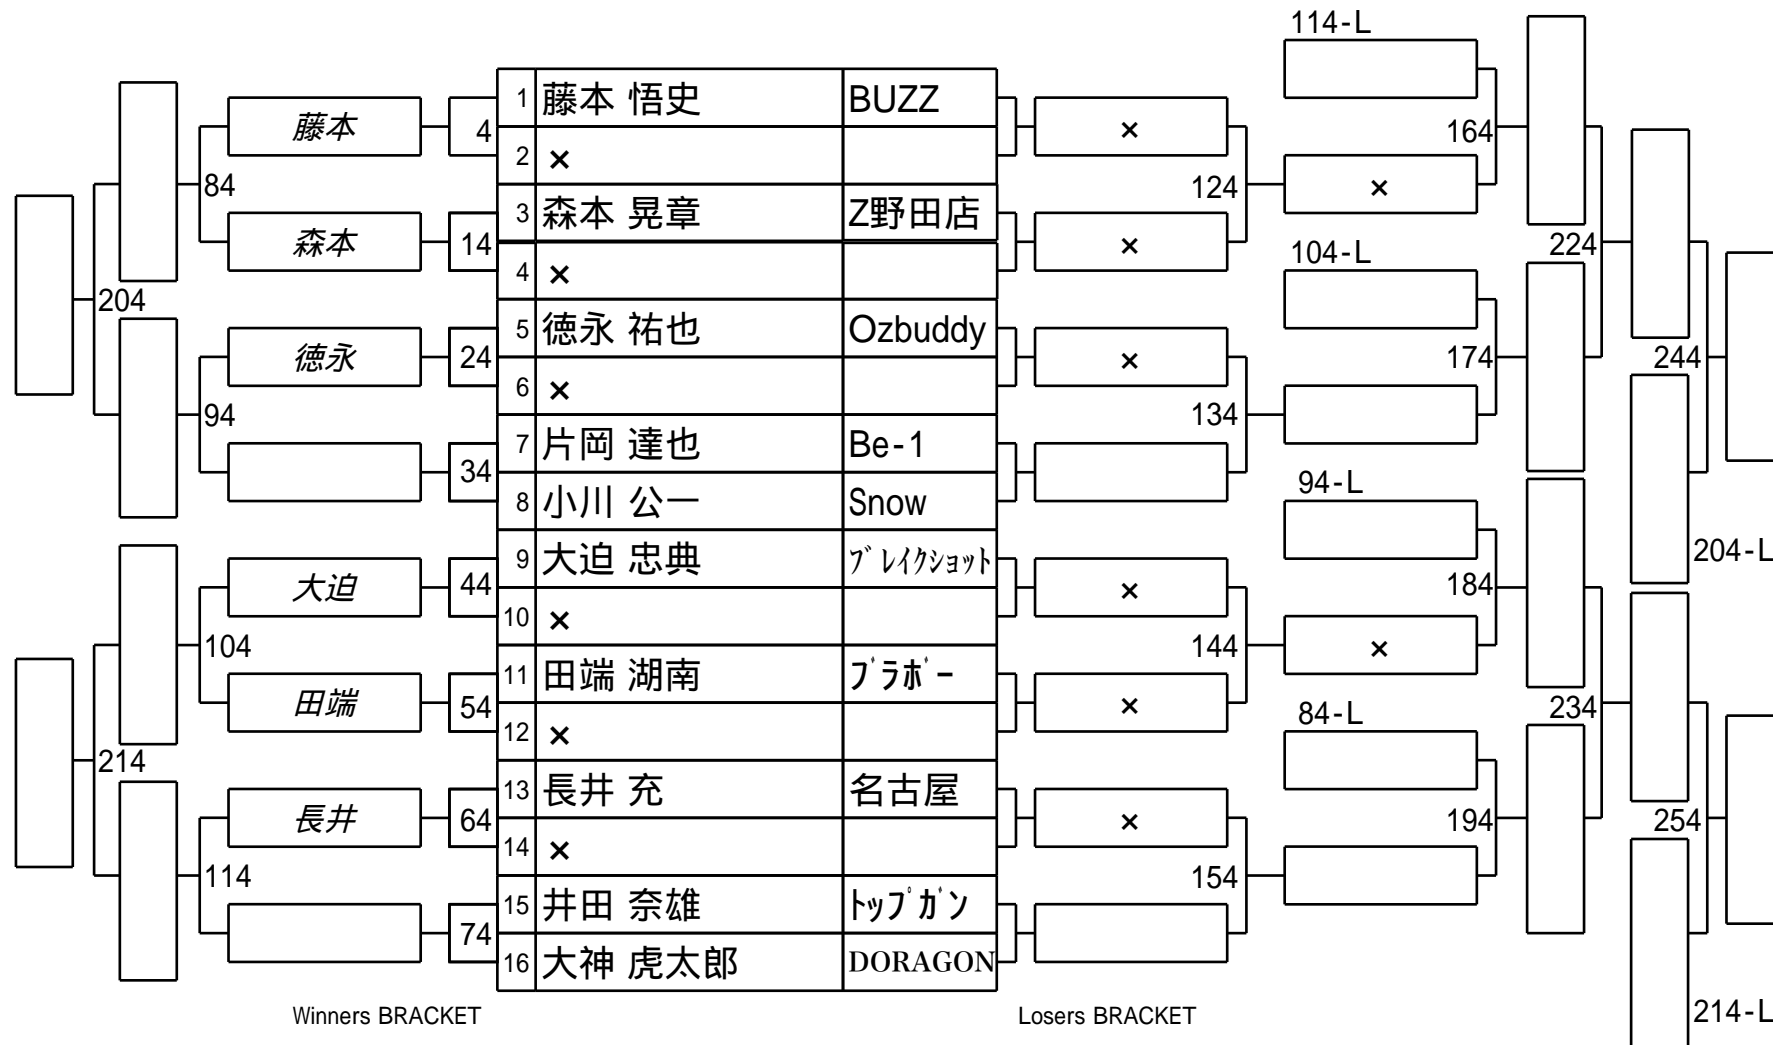 114-L
1 藤本 悟史 BUZZ
藤本 4 × 164
2 ×
84 124 ×
3 森本 晃章 Z野田店
森本 14 × 224
104-L
4 ×
204
5 徳永 祐也 Ozbuddy
徳永 24 × 174 244
6 ×
94 134
7 片岡 達也 Be-1
34
94-L
8 小川 公一 Snow
9 大迫 忠典 ブレイクショット 204-L
大迫 44 × 184
10 ×
104 144 ×
11 田端 湖南 ブラボー
田端 54 × 84-L 234
12 ×
214
13 長井 充 名古屋
長井 64 × 194 254
14 ×
114 154
15 井田 奈雄 トップガン
74
16 大神 虎太郎 DORAGON
Winners BRACKET Losers BRACKET 214-L